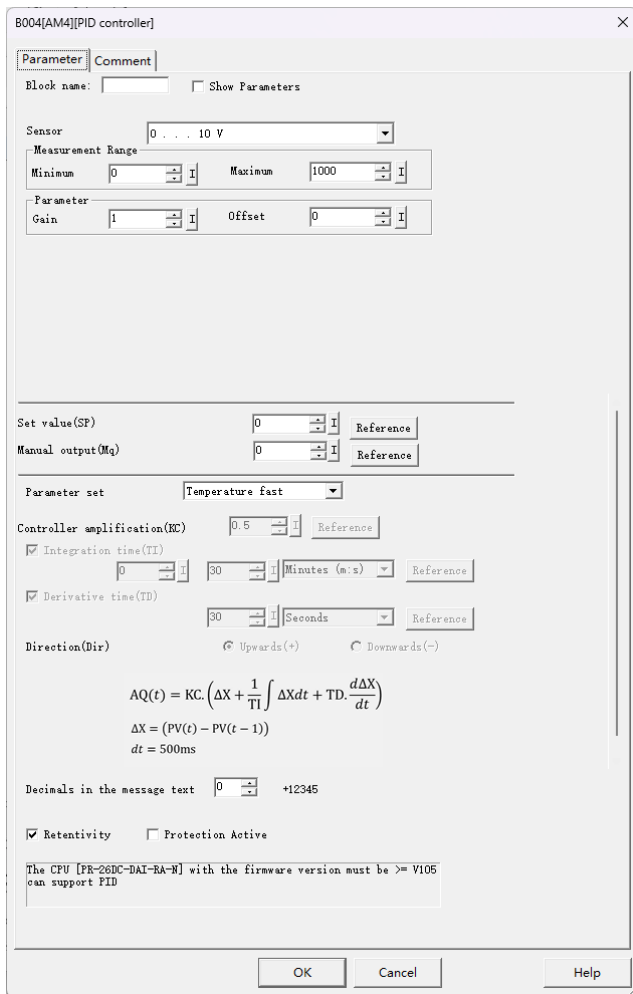 B004[AM4][PID controller]
Parameter Comment
Block name: Show Parameters
Sensor 0 . . . 10 V
Measurement Range
Minimum 0 I Maximum 1000 I
Parameter
Gain 1 I Offset 0 I
Set value(SP) 0 I Reference
Manual output(Mq) 0 I Reference
Parameter set Temperature fast
Controller amplification(KC) 0.5 I Reference
Integration time(TI)
0 I 30 I Minutes (m:s) Reference
Derivative time(TD)
30 I Seconds Reference
Direction(Dir) Upwards(+) Downwards(-)
AQ(t) = KC.(ΔX + 1/TI ∫ ΔXdt + TD. dΔX/dt)
ΔX = (PV(t) − PV(t − 1))
dt = 500ms
Decimals in the message text 0 +12345
Retentivity Protection Active
The CPU [PR-26DC-DAI-RA-N] with the firmware version must be >= V105
can support PID
OK Cancel Help